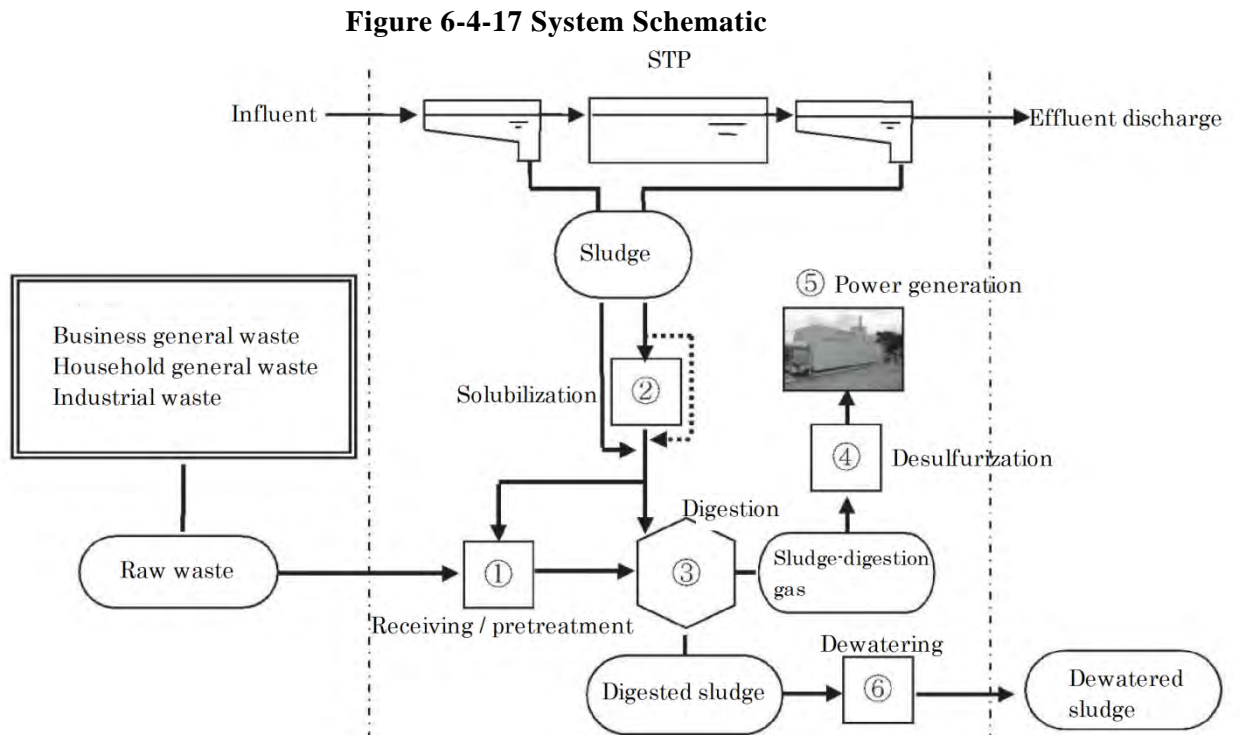 Figure 6-4-17 System Schematic
STP
Influent
Effluent discharge
Sludge
⑤ Power generation
Business general waste
Household general waste
Industrial waste
Solubilization
②
④
Desulfurization
Digestion
Raw waste
①
③
Sludge-digestion
gas
Receiving / pretreatment
Dewatering
Digested sludge
⑥
Dewatered
sludge